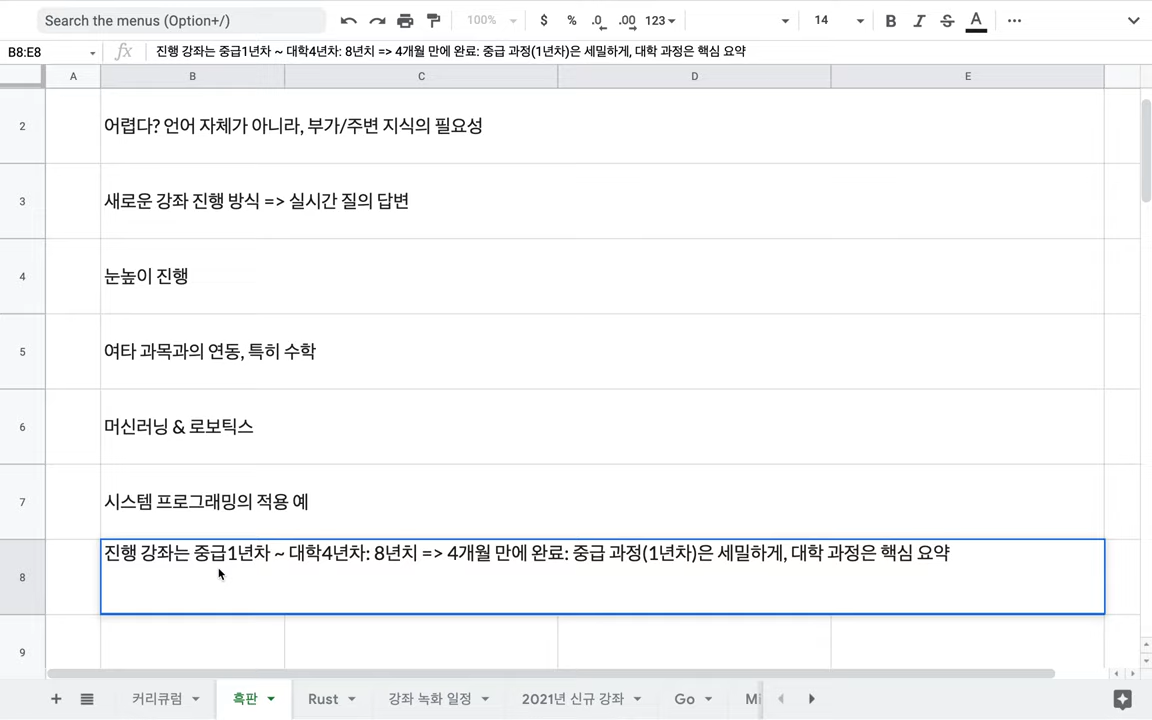 Search the menus (Option+/)
100%
$ % .0 .00 123
14
B I S A
B8:E8
fx
진행 강좌는 중급1년차 ~ 대학4년차: 8년치 => 4개월 만에 완료: 중급 과정(1년차)은 세밀하게, 대학 과정은 핵심 요약
A B C D E
2 어렵다? 언어 자체가 아니라, 부가/주변 지식의 필요성
3 새로운 강좌 진행 방식 => 실시간 질의 답변
4 눈높이 진행
5 여타 과목과의 연동, 특히 수학
6 머신러닝 & 로보틱스
7 시스템 프로그래밍의 적용 예
8 진행 강좌는 중급1년차 ~ 대학4년차: 8년치 => 4개월 만에 완료: 중급 과정(1년차)은 세밀하게, 대학 과정은 핵심 요약
9
커리큐럼 흑판 Rust 강좌 녹화 일정 2021년 신규 강좌 Go